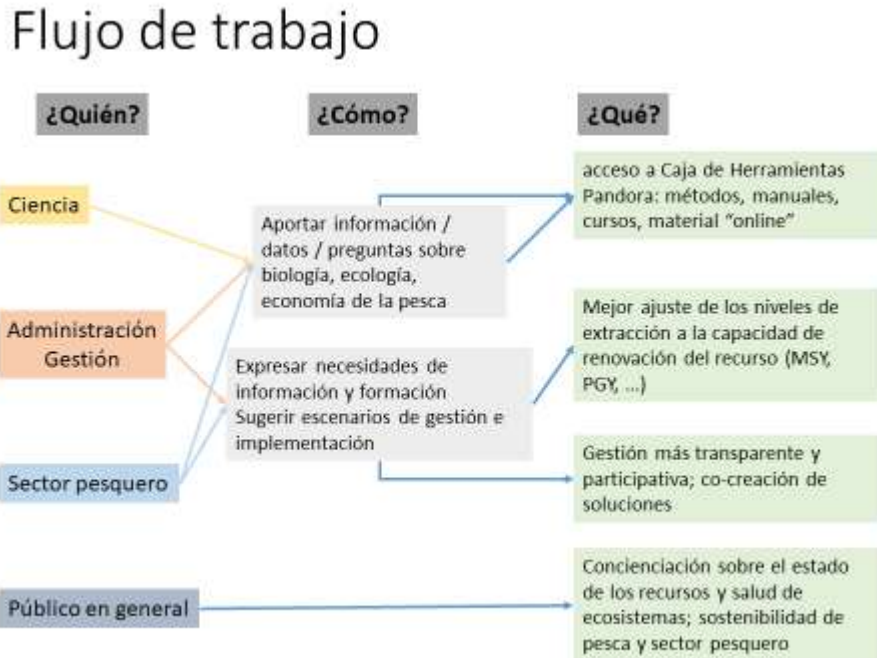 Flujo de trabajo
¿Quién?
¿Cómo?
¿Qué?
Ciencia
Administración
Gestión
Sector pesquero
Público en general
Aportar información /
datos / preguntas sobre
biología, ecología,
economía de la pesca
Expresar necesidades de
información y formación
Sugerir escenarios de gestión e
implementación
acceso a Caja de Herramientas
Pandora: métodos, manuales,
cursos, material “online”
Mejor ajuste de los niveles de
extracción a la capacidad de
renovación del recurso (MSY,
PGY, ...)
Gestión más transparente y
participativa; co-creación de
soluciones
Concienciación sobre el estado
de los recursos y salud de
ecosistemas; sostenibilidad de
pesca y sector pesquero